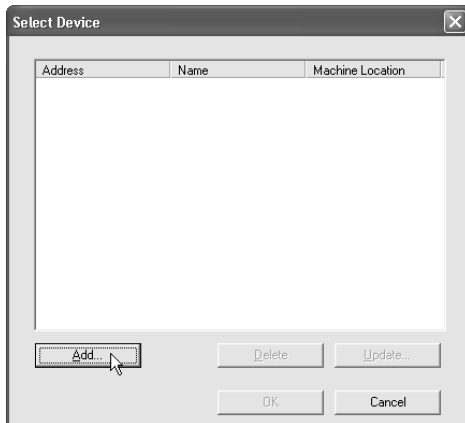 Select Device
Address Name Machine Location
Add...
Delete Update...
OK Cancel